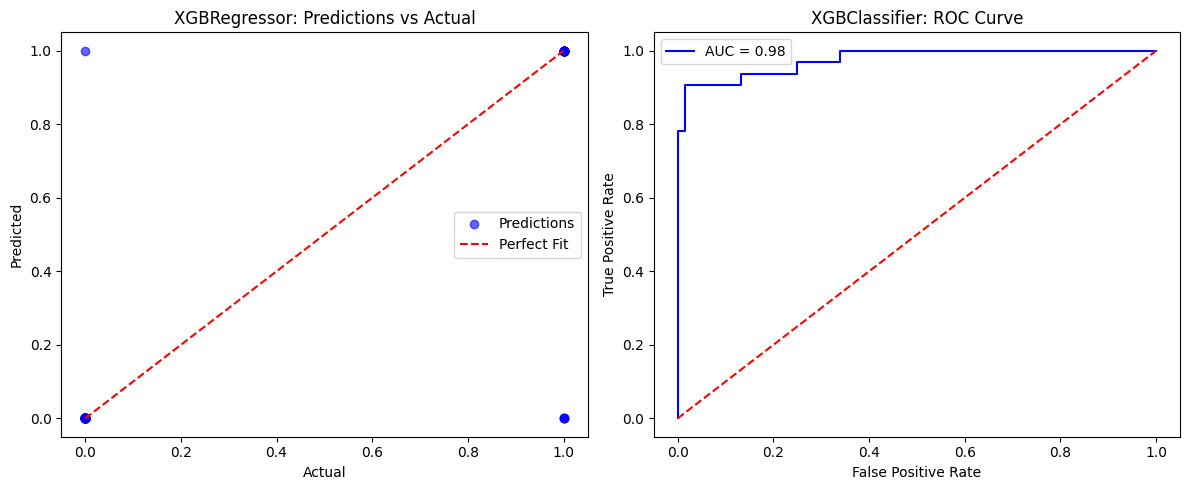 XGBRegressor: Predictions vs Actual
1.0
0.8
0.6
0.4
0.2
0.0
Predicted
Predictions
Perfect Fit
0.0 0.2 0.4 0.6 0.8 1.0
Actual
XGBClassifier: ROC Curve
AUC = 0.98
1.0
0.8
0.6
0.4
0.2
0.0
True Positive Rate
0.0 0.2 0.4 0.6 0.8 1.0
False Positive Rate